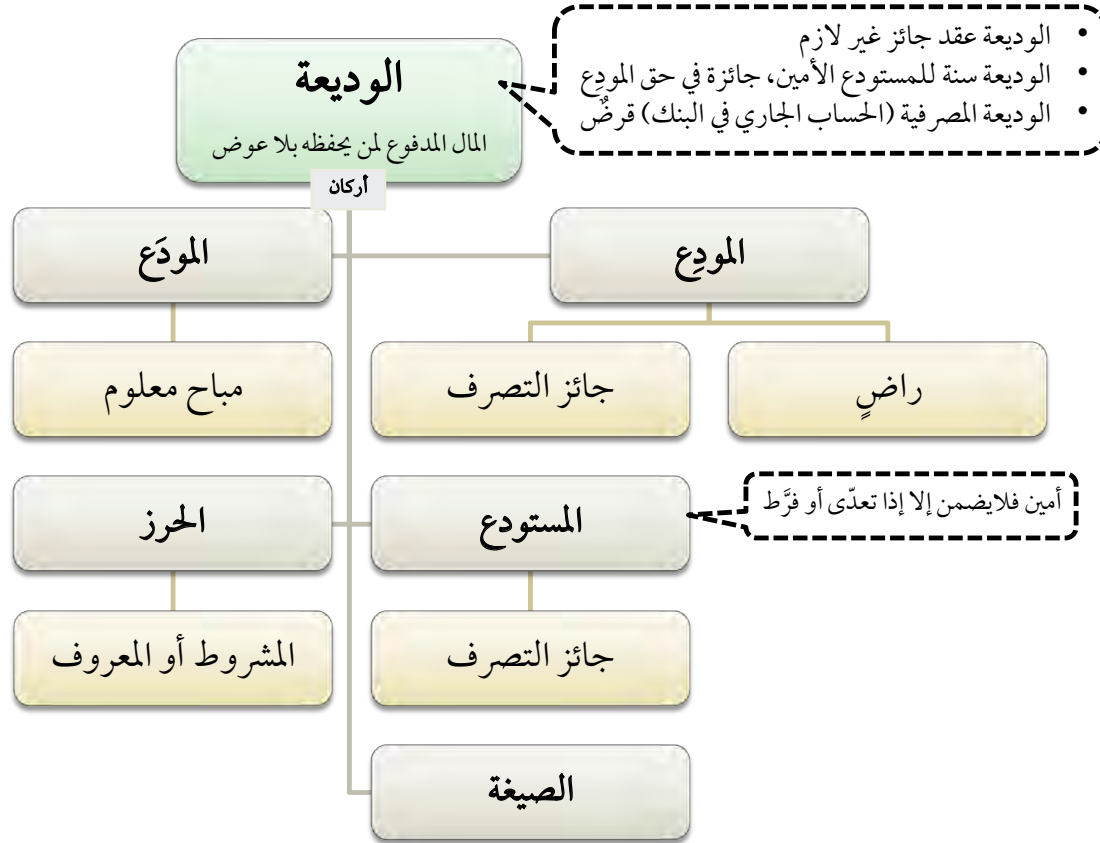 • الوديعة عقد جائز غير لازم
• الوديعة سنة للمستودع الأمين، جائزة في حق المودِع
• الوديعة المصرفية (الحساب الجاري في البنك) قرضٌ
الوديعة
المال المدفوع لمن يحفظه بلا عوض
أركان
المودِع
المودَع
راضٍ
جائز التصرف
مباح معلوم
أمين فلايضمن إلا إذا تعدّى أو فرَّط
المستودع
الحرز
جائز التصرف
المشروط أو المعروف
الصيغة